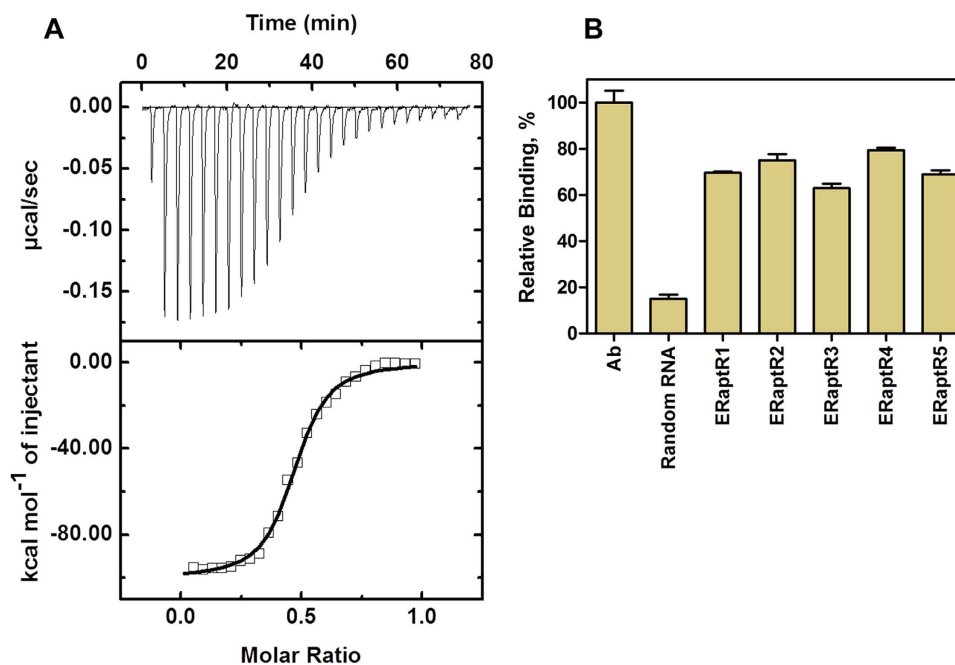 A
Time (min)
0 20 40 60 80
0.00
-0.05
-0.10
-0.15
µcal/sec
0.00
-40.00
-80.00
kcal mol⁻¹ of injectant
0.0 0.5 1.0
Molar Ratio
B
100
80
60
40
20
0
Relative Binding, %
Ab
Random RNA
ERaptR1
ERaptR2
ERaptR3
ERaptR4
ERaptR5